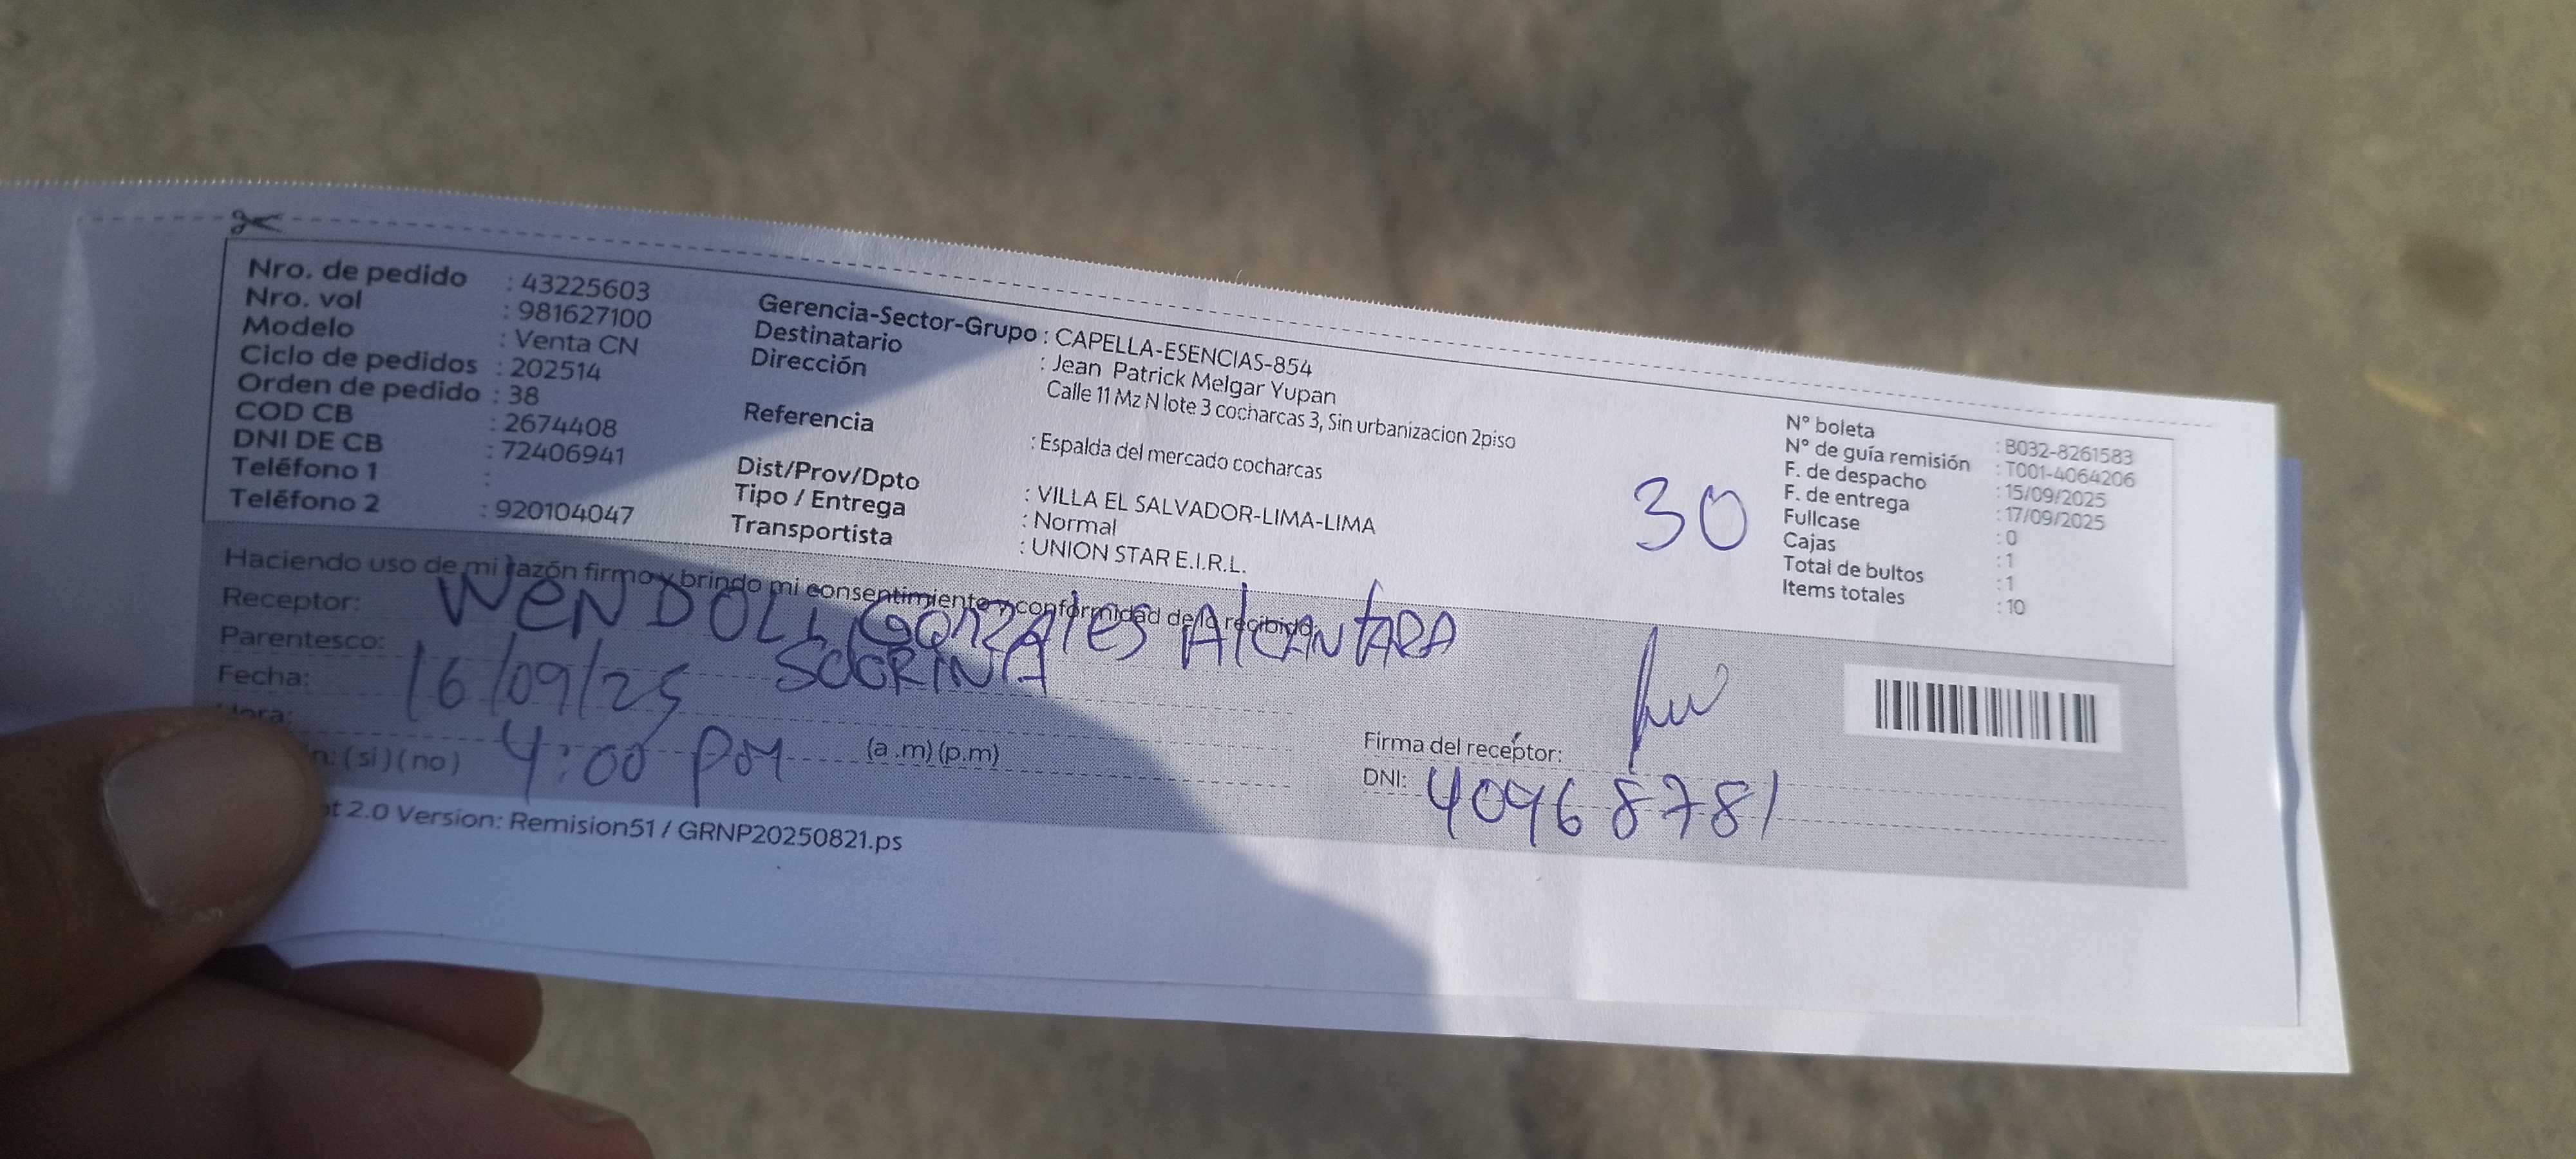 Nro. de pedido : 43225603
Nro. vol : 981627100
Modelo : Venta CN
Ciclo de pedidos : 202514
Orden de pedido : 38
COD CB : 2674408
DNI DE CB : 72406941
Teléfono 1 :
Teléfono 2 : 920104047
Gerencia-Sector-Grupo : CAPELLA-ESENCIAS-854
Destinatario : Jean Patrick Melgar Yupan
Dirección Calle 11 Mz N lote 3 cocharcas 3, Sin urbanizacion 2piso
Referencia : Espalda del mercado cocharcas
Dist/Prov/Dpto : VILLA EL SALVADOR-LIMA-LIMA
Tipo / Entrega : Normal
Transportista : UNION STAR E.I.R.L.
30
N° boleta : B032-8261583
N° de guía remisión : T001-4064206
F. de despacho : 15/09/2025
F. de entrega : 17/09/2025
Fullcase : 0
Cajas : 1
Total de bultos : 1
Items totales : 10
Haciendo uso de mi razón firmo y brindo mi consentimiento y conformidad de lo recibido.
Receptor: WENDOLL GONZALES AlCANTARA
Parentesco: SOBRINA
Fecha: 16/09/25
Hora: 4:00 pm (a.m)(p.m)
n: (si)(no)
Firma del receptor:
DNI: 40968781
t 2.0 Version: Remision51 / GRNP20250821.ps